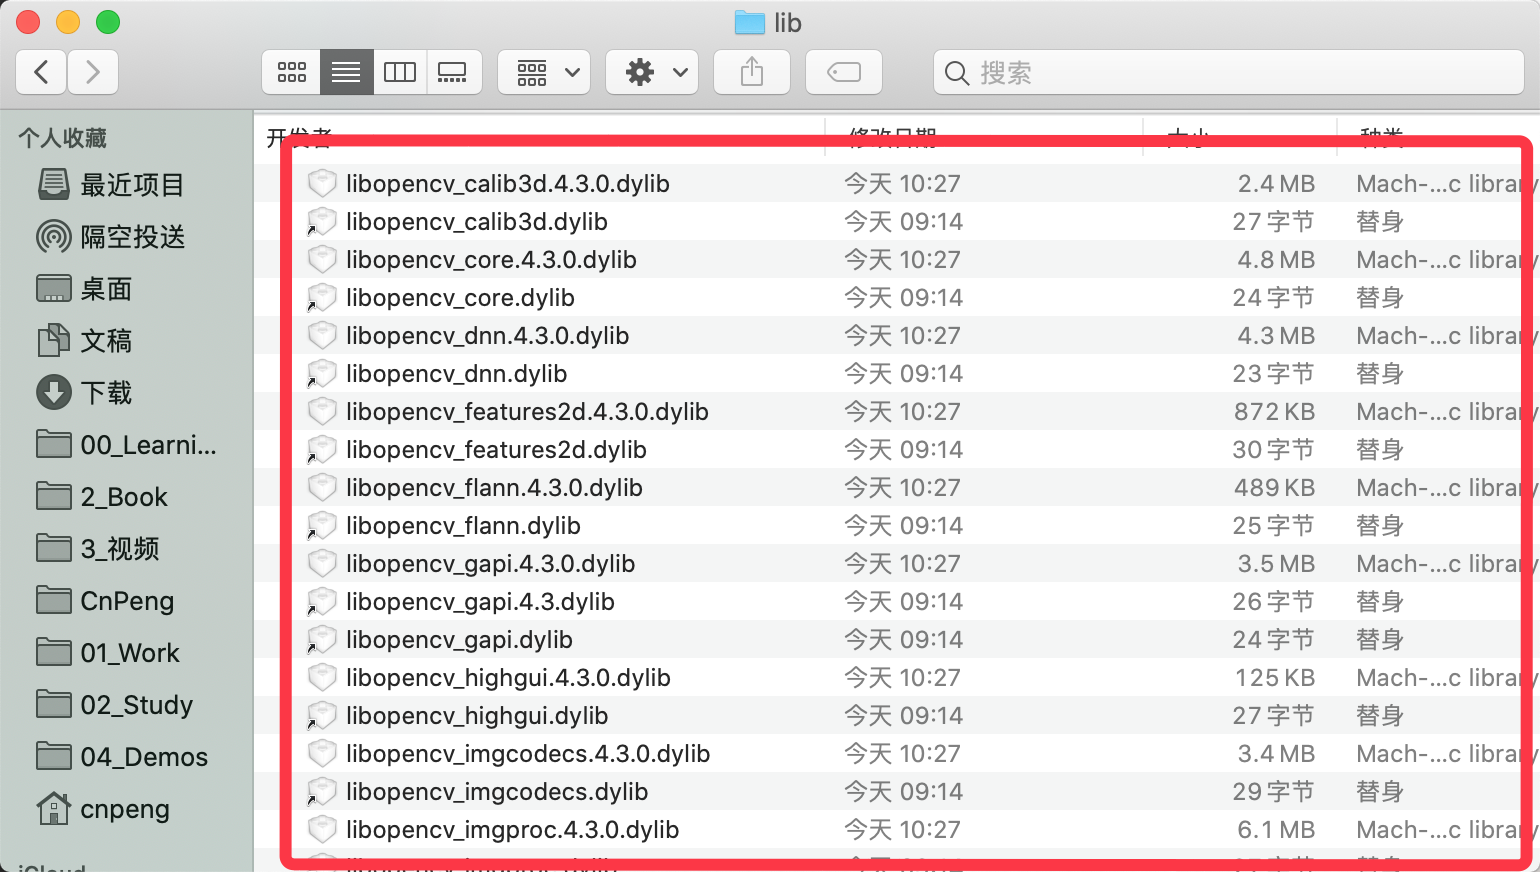 lib
搜索
个人收藏
最近项目
隔空投送
桌面
文稿
下载
00_Learni...
2_Book
3_视频
CnPeng
01_Work
02_Study
04_Demos
cnpeng
iCloud
开发者 修改日期 大小 种类
libopencv_calib3d.4.3.0.dylib 今天 10:27 2.4 MB Mach-...c library
libopencv_calib3d.dylib 今天 09:14 27 字节 替身
libopencv_core.4.3.0.dylib 今天 10:27 4.8 MB Mach-...c library
libopencv_core.dylib 今天 09:14 24 字节 替身
libopencv_dnn.4.3.0.dylib 今天 10:27 4.3 MB Mach-...c library
libopencv_dnn.dylib 今天 09:14 23 字节 替身
libopencv_features2d.4.3.0.dylib 今天 10:27 872 KB Mach-...c library
libopencv_features2d.dylib 今天 09:14 30 字节 替身
libopencv_flann.4.3.0.dylib 今天 10:27 489 KB Mach-...c library
libopencv_flann.dylib 今天 09:14 25 字节 替身
libopencv_gapi.4.3.0.dylib 今天 10:27 3.5 MB Mach-...c library
libopencv_gapi.4.3.dylib 今天 09:14 26 字节 替身
libopencv_gapi.dylib 今天 09:14 24 字节 替身
libopencv_highgui.4.3.0.dylib 今天 10:27 125 KB Mach-...c library
libopencv_highgui.dylib 今天 09:14 27 字节 替身
libopencv_imgcodecs.4.3.0.dylib 今天 10:27 3.4 MB Mach-...c library
libopencv_imgcodecs.dylib 今天 09:14 29 字节 替身
libopencv_imgproc.4.3.0.dylib 今天 10:27 6.1 MB Mach-...c library